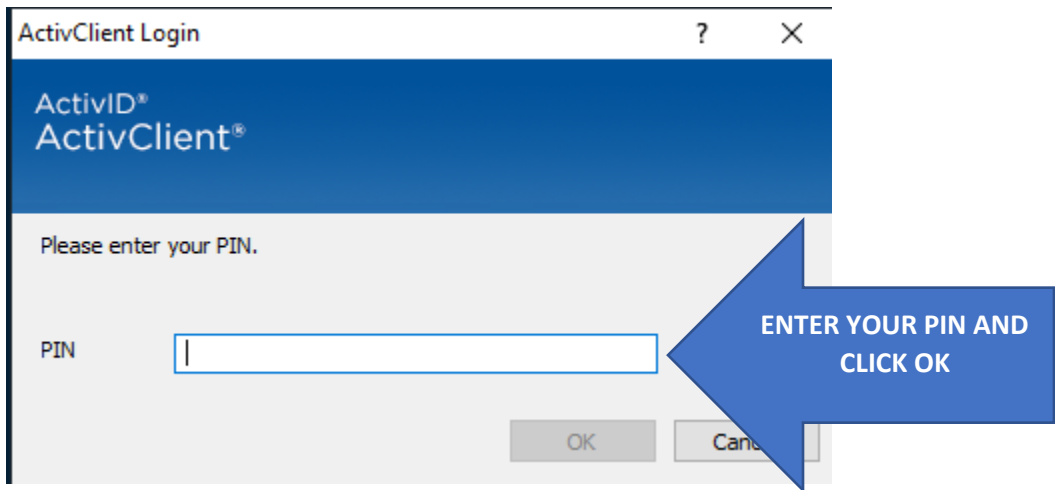 ActivClient Login ?
ActivID®
ActivClient®
Please enter your PIN.
ENTER YOUR PIN AND
CLICK OK
PIN
OK